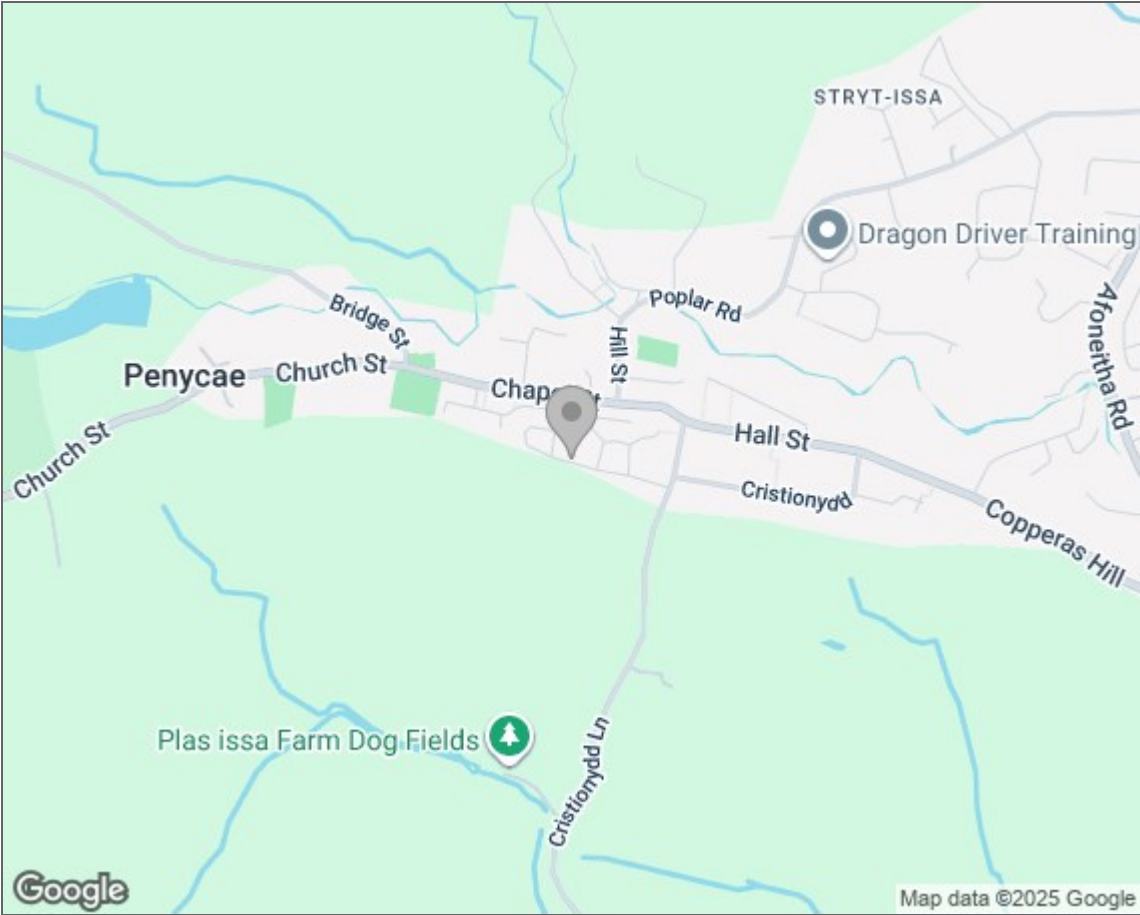 STRYT-ISSA
Dragon Driver Training
Poplar Rd
Bridge St
Hill St
Afoneitha Rd
Penycae
Church St
Hall St
Church St
Cristionydd
Copperas Hill
Plas issa Farm Dog Fields
Cristionydd Ln
Google
Map data ©2025 Google